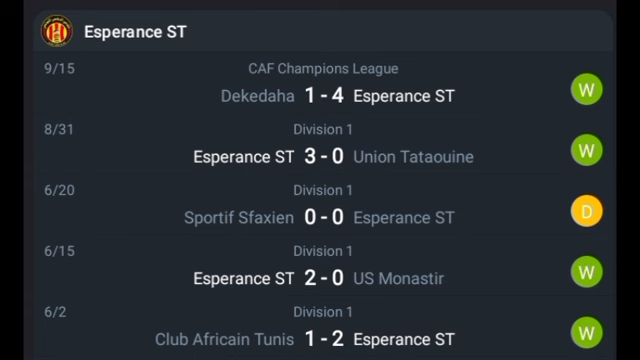 Esperance ST
9/15 CAF Champions League
Dekedaha 1 - 4 Esperance ST W
8/31 Division 1
Esperance ST 3 - 0 Union Tataouine W
6/20 Division 1
Sportif Sfaxien 0 - 0 Esperance ST D
6/15 Division 1
Esperance ST 2 - 0 US Monastir W
6/2 Division 1
Club Africain Tunis 1 - 2 Esperance ST W